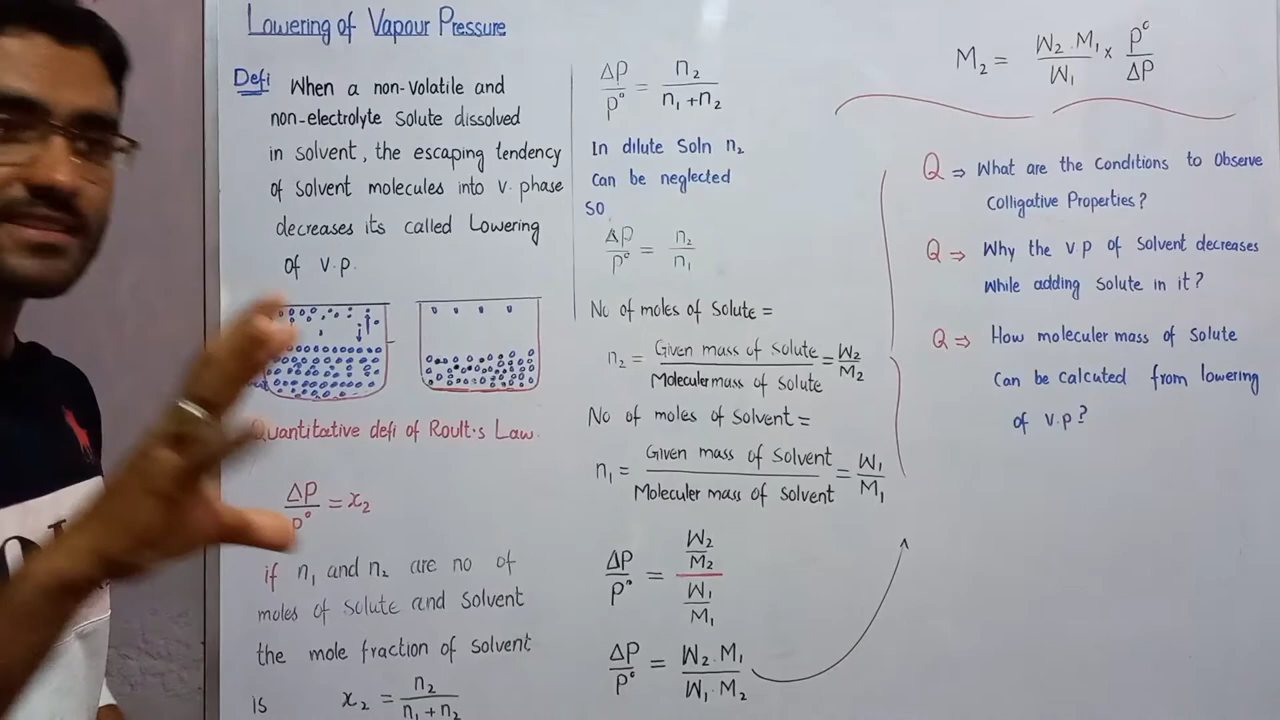 Lowering of Vapour Pressure
Defi When a non-volatile and
non-electrolyte Solute dissolved
in solvent, the escaping tendency
of solvent molecules into v. phase
decreases its called Lowering
of v.p.
Quantitative defi of Roult's Law.
ΔP/P° = x₂
if n₁ and n₂ are no of
moles of solute and solvent
the mole fraction of solvent
is x₂ = n₂/(n₁+n₂)
ΔP/P° = n₂/(n₁+n₂)
In dilute Soln n₂
Can be neglected
SO
ΔP/P° = n₂/n₁
No of moles of Solute =
n₂ = Given mass of solute/Moleculer mass of solute = W₂/M₂
No of moles of Solvent =
n₁ = Given mass of Solvent/Moleculer mass of Solvent = W₁/M₁
ΔP/P° = (W₂/M₂)/(W₁/M₁)
ΔP/P° = W₂.M₁/W₁.M₂
M₂ = W₂.M₁/W₁ × P°/ΔP
Q ⇒ What are the Conditions to Observe
Colligative Properties?
Q ⇒ Why the v.p of Solvent decreases
while adding Solute in it?
Q ⇒ How moleculer mass of solute
Can be calcuted from lowering
of v.p?